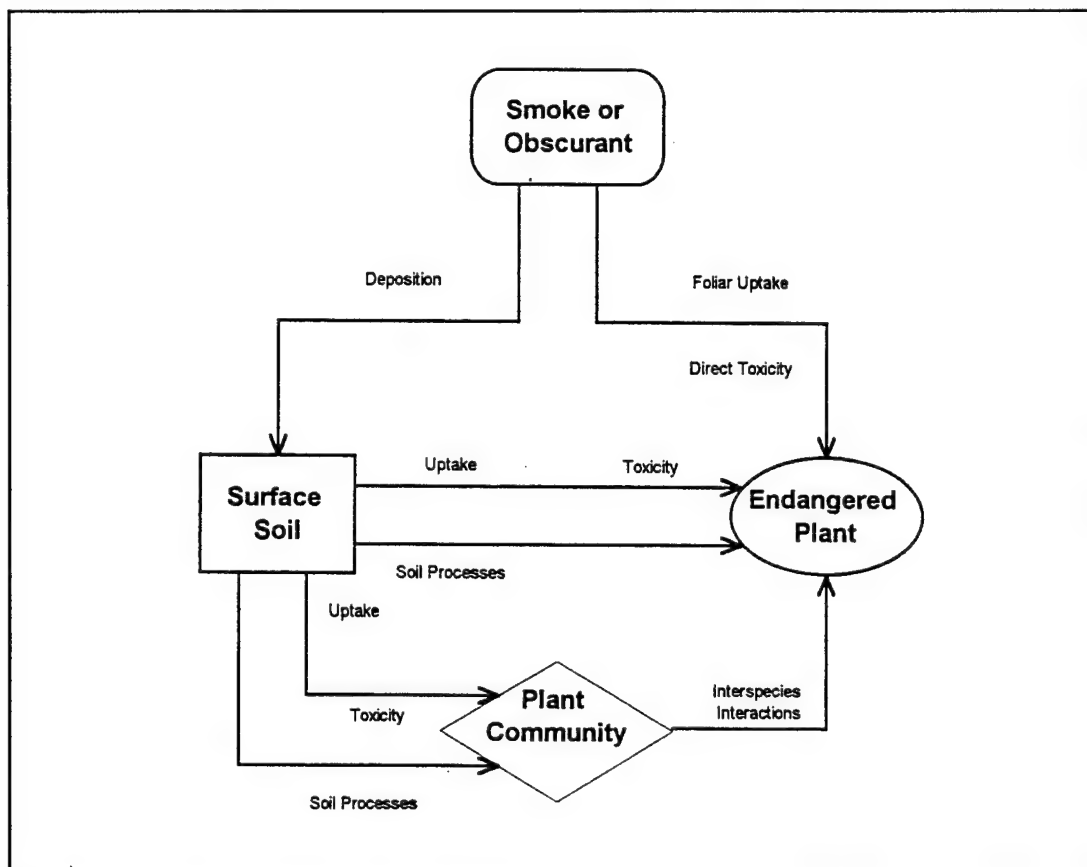 Smoke or
Obscurant
Deposition
Foliar Uptake
Direct Toxicity
Uptake
Toxicity
Surface
Soil
Endangered
Plant
Soil Processes
Uptake
Plant
Community
Interspecies
Interactions
Toxicity
Soil Processes